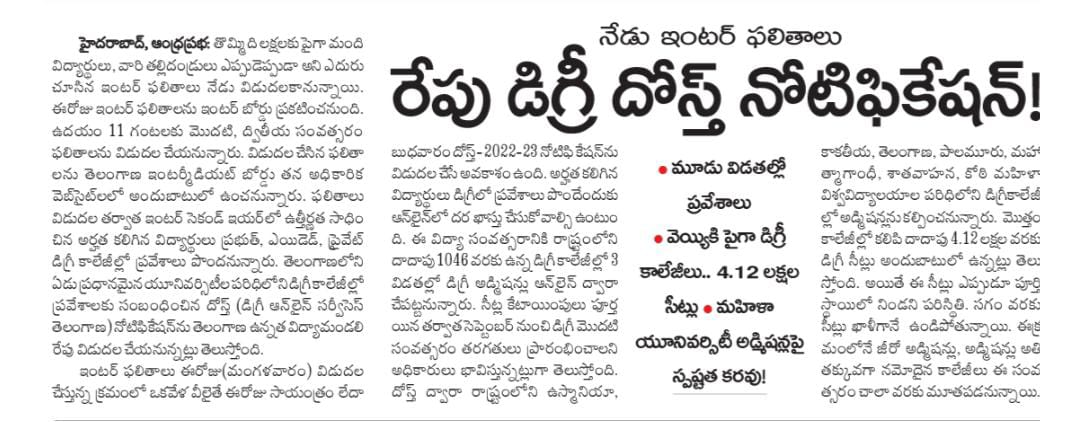 నేడు ఇంటర్ ఫలితాలు
రేపు డిగ్రీ దోస్త్ నోటిఫికేషన్!
హైదరాబాద్, ఆంధ్రప్రభ: తొమ్మిది లక్షలకు పైగా మంది
విద్యార్థులు, వారి తల్లిదండ్రులు ఎప్పుడెప్పుడా అని ఎదురు
చూసిన ఇంటర్ ఫలితాలు నేడు విడుదలకానున్నాయి.
ఈరోజు ఇంటర్ ఫలితాలను ఇంటర్ బోర్డు ప్రకటించనుంది.
ఉదయం 11 గంటలకు మొదటి, ద్వితీయ సంవత్సరం
ఫలితాలను విడుదల చేయనున్నారు. విడుదల చేసిన ఫలితా
లను తెలంగాణ ఇంటర్మీడియట్ బోర్డు తన అధికారిక
వెబ్‌సైట్‌లలో అందుబాటులో ఉంచనున్నారు. ఫలితాలు
విడుదల తర్వాత ఇంటర్ సెకండ్ ఇయర్‌లో ఉత్తీర్ణత సాధిం
చిన అర్హత కలిగిన విద్యార్థులు ప్రభుత్, ఎయిడెడ్, ప్రైవేట్
డిగ్రీ కాలేజీల్లో ప్రవేశాలు పొందనున్నారు. తెలంగాణలోని
ఏడు ప్రధానమైన యూనివర్సిటీల పరిధిలోని డిగ్రీ కాలేజీల్లో
ప్రవేశాలకు సంబంధించిన దోస్త్ (డిగ్రీ ఆన్‌లైన్ సర్వీసెస్
తెలంగాణ) నోటిఫికేషన్‌ను తెలంగాణ ఉన్నత విద్యామండలి
రేపు విడుదల చేయనున్నట్లు తెలుస్తోంది.
ఇంటర్ ఫలితాలు ఈరోజు(మంగళవారం) విడుదల
చేస్తున్న క్రమంలో ఒకవేళ వీలైతే ఈరోజు సాయంత్రం లేదా
బుధవారం దోస్త్- 2022-23 నోటిఫి కేషన్‌ను
విడుదల చేసే అవకాశం ఉంది. అర్హత కలిగిన
విద్యార్థులు డిగ్రీలో ప్రవేశాలు పొందేందుకు
ఆన్‌లైన్‌లో దర ఖాస్తు చేసుకోవాల్సి ఉంటుం
ది. ఈ విద్యా సంవత్సరానికి రాష్ట్రంలోని
దాదాపు 1046 వరకు ఉన్న డిగ్రీ కాలేజీల్లో 3
విడతల్లో డిగ్రీ అడ్మిషన్లు ఆన్‌లైన్ ద్వారా
చేపట్టనున్నారు. సీట్ల కేటాయింపులు పూర్త
యిన తర్వాత సెప్టెంబర్ నుంచి డిగ్రీ మొదటి
సంవత్సరం తరగతులు ప్రారంభించాలని
అధికారులు భావిస్తున్నట్లుగా తెలుస్తోంది.
దోస్త్ ద్వారా రాష్ట్రంలోని ఉస్మానియా,
• మూడు విడతల్లో
ప్రవేశాలు
• వెయ్యికి పైగా డిగ్రీ
కాలేజీలు.. 4.12 లక్షల
సీట్లు • మహిళా
యూనివర్సిటీ అడ్మిషన్లపై
స్పష్టత కరవు!
కాకతీయ, తెలంగాణ, పాలమూరు, మహా
త్మాగాంధీ, శాతవాహన, కోఠి మహిళా
విశ్వవిద్యాలయాల పరిధిలోని డిగ్రీకాలేజీ
ల్లో అడ్మిషన్లను కల్పించనున్నారు. మొత్తం
కాలేజీల్లో కలిపి దాదాపు 4.12 లక్షల వరకు
డిగ్రీ సీట్లు అందుబాటులో ఉన్నట్లు తెలు
స్తోంది. అయితే ఈ సీట్లు ఎప్పుడూ పూర్తి
స్థాయిలో నిండని పరిస్థితి. సగం వరకు
సీట్లు ఖాళీగానే ఉండిపోతున్నాయి. ఈక్ర
మంలోనే జీరో అడ్మిషన్లు, అడ్మిషన్లు అతి
తక్కువగా నమోదైన కాలేజీలు ఈ సంవ
త్సరం చాలా వరకు మూతపడనున్నాయి.